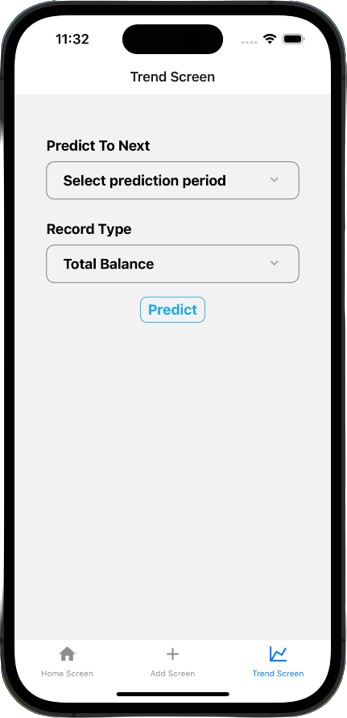 11:32
Trend Screen
Predict To Next
Select prediction period
Record Type
Total Balance
Predict
Home Screen
Add Screen
Trend Screen